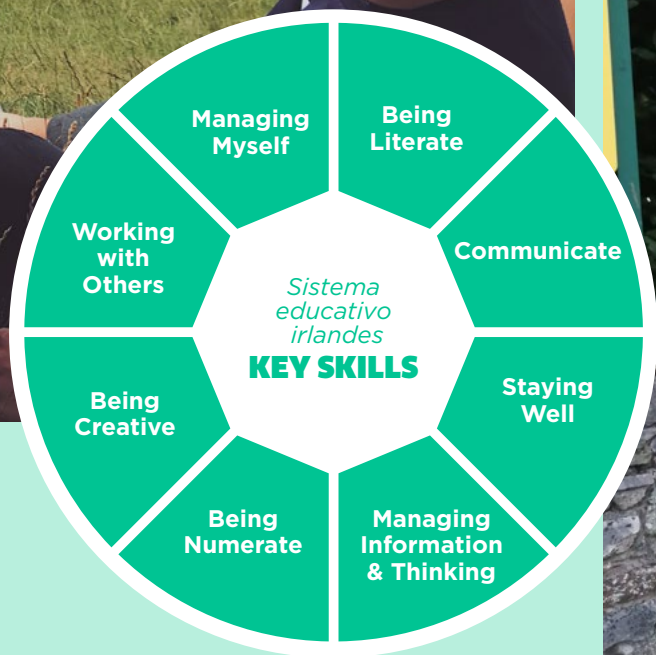 Managing
Myself
Being
Literate
Communicate
Staying
Well
Managing
Information
& Thinking
Being
Numerate
Being
Creative
Working
with
Others
Sistema
educativo
irlandes
KEY SKILLS